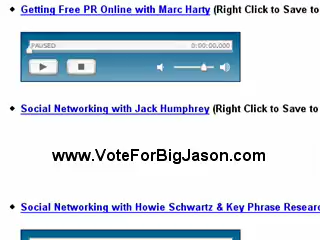 Getting Free PR Online with Marc Harty (Right Click to Save to
PAUSED 0:00:00.000
Social Networking with Jack Humphrey (Right Click to Save to
www.VoteForBigJason.com
Social Networking with Howie Schwartz & Key Phrase Researc